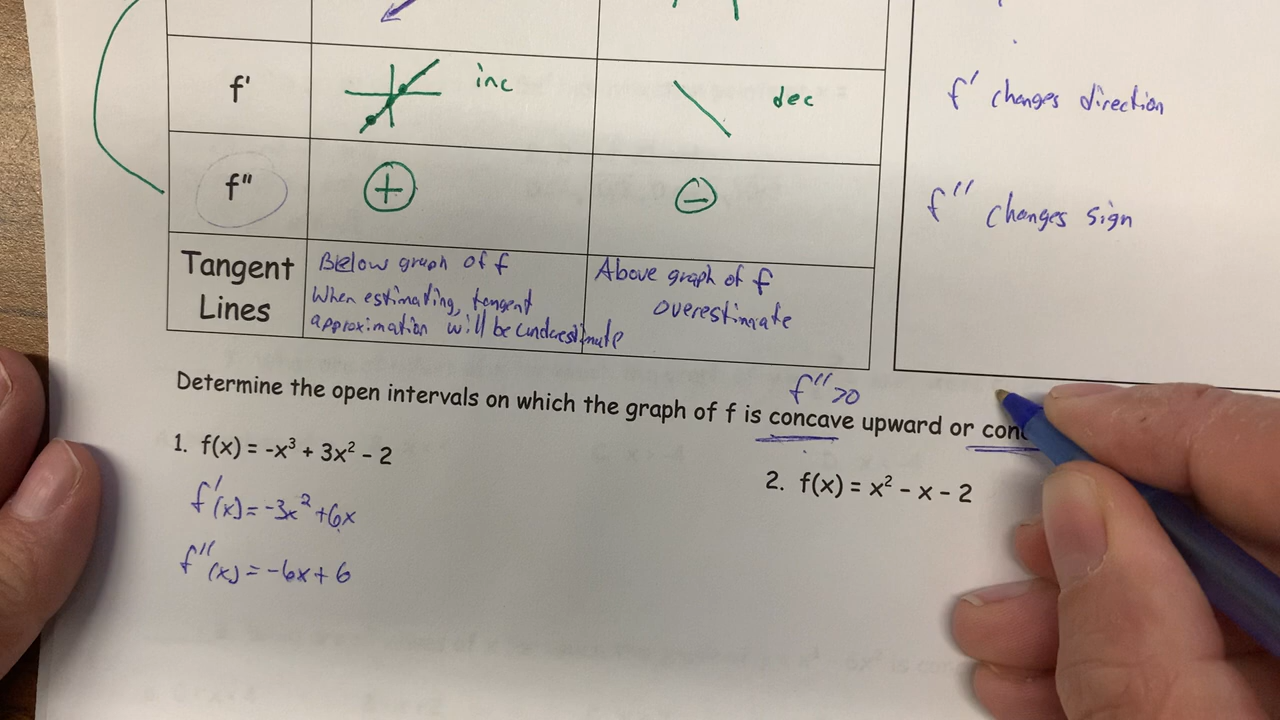 f' inc dec
f' changes direction
f" + −
f'' changes sign
Tangent Lines
Below graph of f
When estimating, tangent
approximation will be underestimate
Above graph of f
overestimate
f''>0
Determine the open intervals on which the graph of f is concave upward or
1. f(x) = -x³ + 3x² - 2
f'(x) = -3x² + 6x
f''(x) = -6x + 6
2. f(x) = x² - x - 2